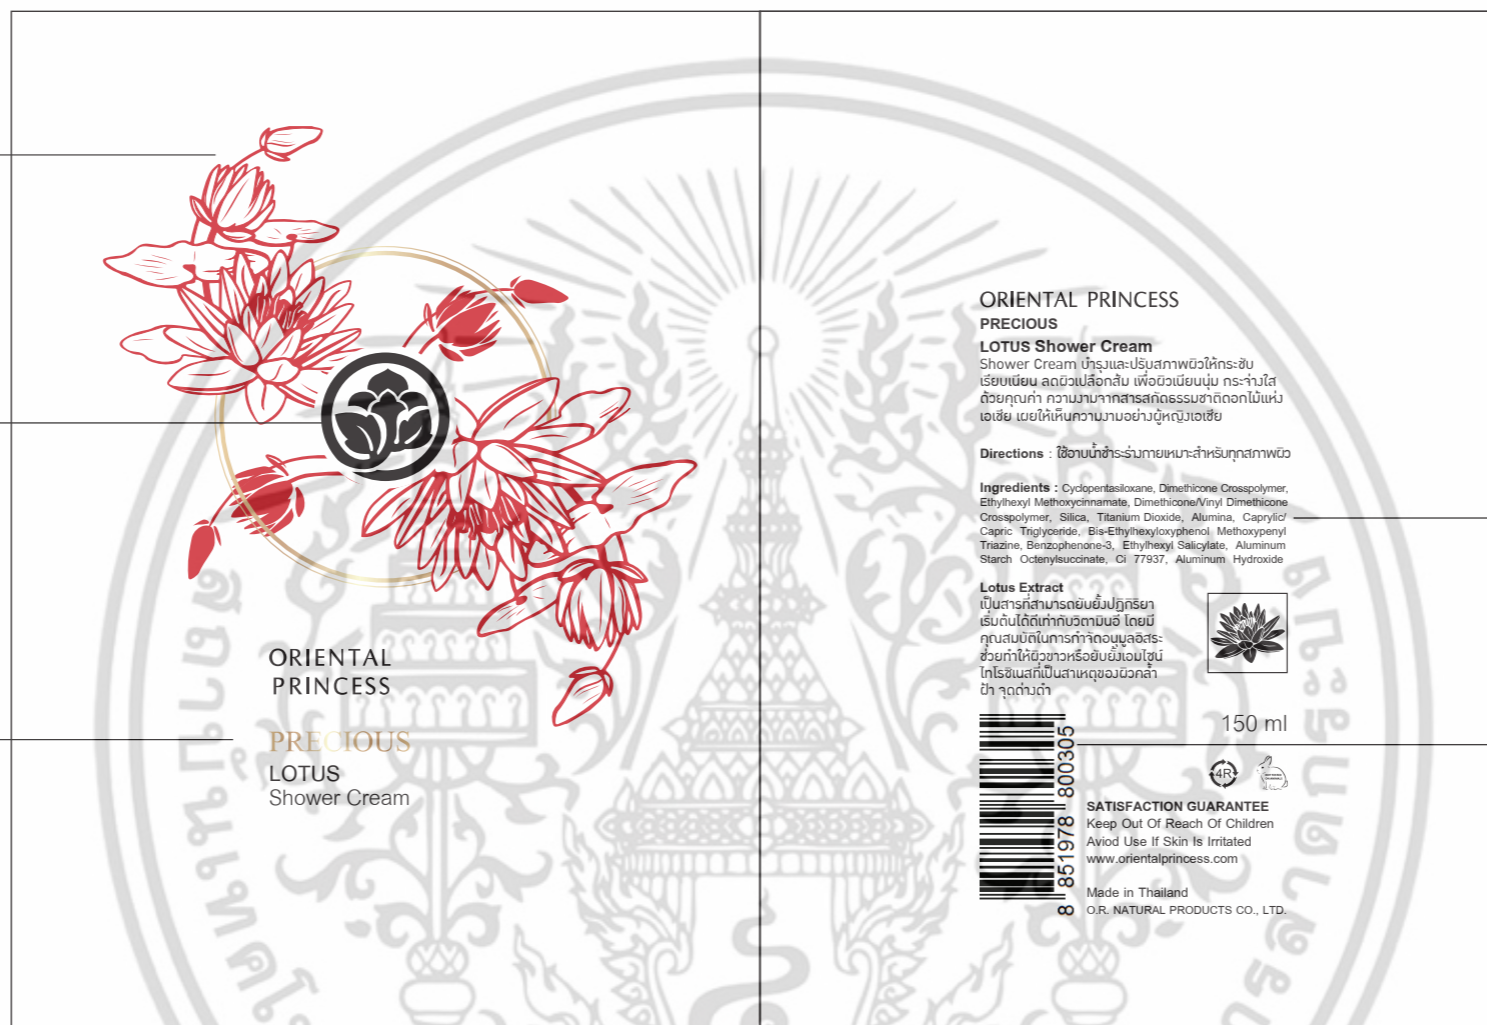 ORIENTAL
PRINCESS
PRECIOUS
LOTUS
Shower Cream
ORIENTAL PRINCESS
PRECIOUS
LOTUS Shower Cream
Shower Cream บำรุงและปรับสภาพผิวให้กระชับ
เรียบเนียน ลดผิวเปลือกส้ม เพื่อผิวเนียนนุ่ม กระจ่างใส
ด้วยคุณค่า ความงามจากสารสกัดธรรมชาติดอกไม้แห่ง
เอเชีย เผยให้เห็นความงามอย่างผู้หญิงเอเชีย
Directions : ใช้อาบน้ำชำระร่างกายเหมาะสำหรับทุกสภาพผิว
Ingredients : Cyclopentasiloxane, Dimethicone Crosspolymer,
Ethylhexyl Methoxycinnamate, Dimethicone/Vinyl Dimethicone
Crosspolymer, Silica, Titanium Dioxide, Alumina, Caprylic/
Capric Triglyceride, Bis-Ethylhexyloxyphenol Methoxypenyl
Triazine, Benzophenone-3, Ethylhexyl Salicylate, Aluminum
Starch Octenylsuccinate, Ci 77937, Aluminum Hydroxide
Lotus Extract
เป็นสารที่สามารถยับยั้งปฏิกิริยา
เริ่มต้นได้ดีเท่ากับวิตามินอี โดยมี
คุณสมบัติในการกำจัดอนุมูลอิสระ
ช่วยทำให้ผิวขาวหรือยับยั้งเอมไซน์
ไทโรซิเนสที่เป็นสาเหตุของผิวคล้ำ
ฝ้า จุดด่างดำ
150 ml
4R
8 851978 800305
SATISFACTION GUARANTEE
Keep Out Of Reach Of Children
Aviod Use If Skin Is Irritated
www.orientalprincess.com
Made in Thailand
O.R. NATURAL PRODUCTS CO., LTD.